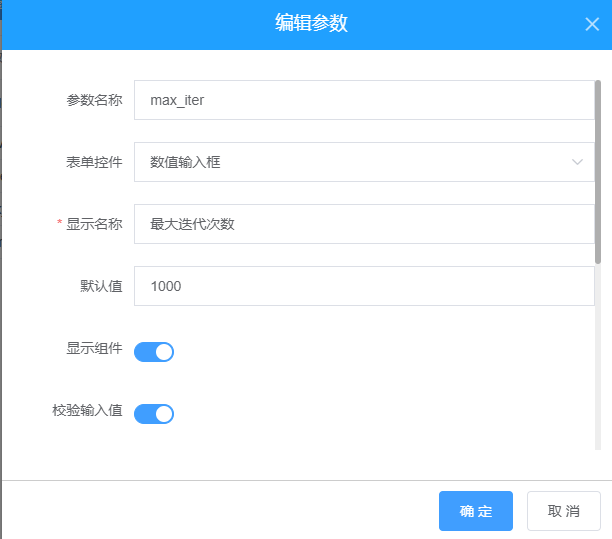 编辑参数
参数名称 max_iter
表单控件 数值输入框
* 显示名称 最大迭代次数
默认值 1000
显示组件
校验输入值
确定 取消